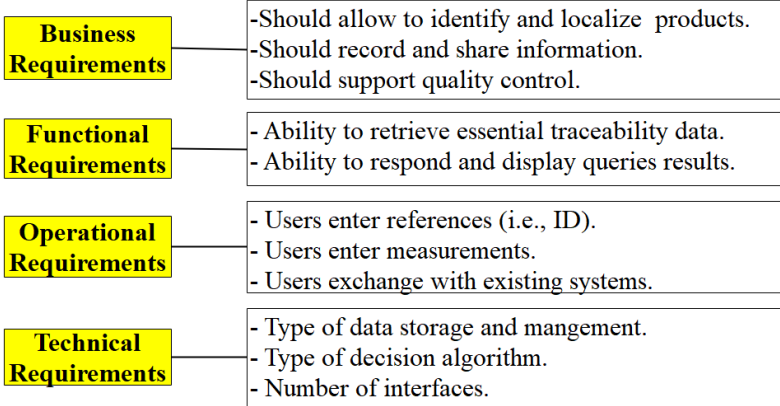 Business
Requirements
-Should allow to identify and localize products.
-Should record and share information.
-Should support quality control.
Functional
Requirements
- Ability to retrieve essential traceability data.
- Ability to respond and display queries results.
Operational
Requirements
- Users enter references (i.e., ID).
- Users enter measurements.
- Users exchange with existing systems.
Technical
Requirements
- Type of data storage and mangement.
- Type of decision algorithm.
- Number of interfaces.